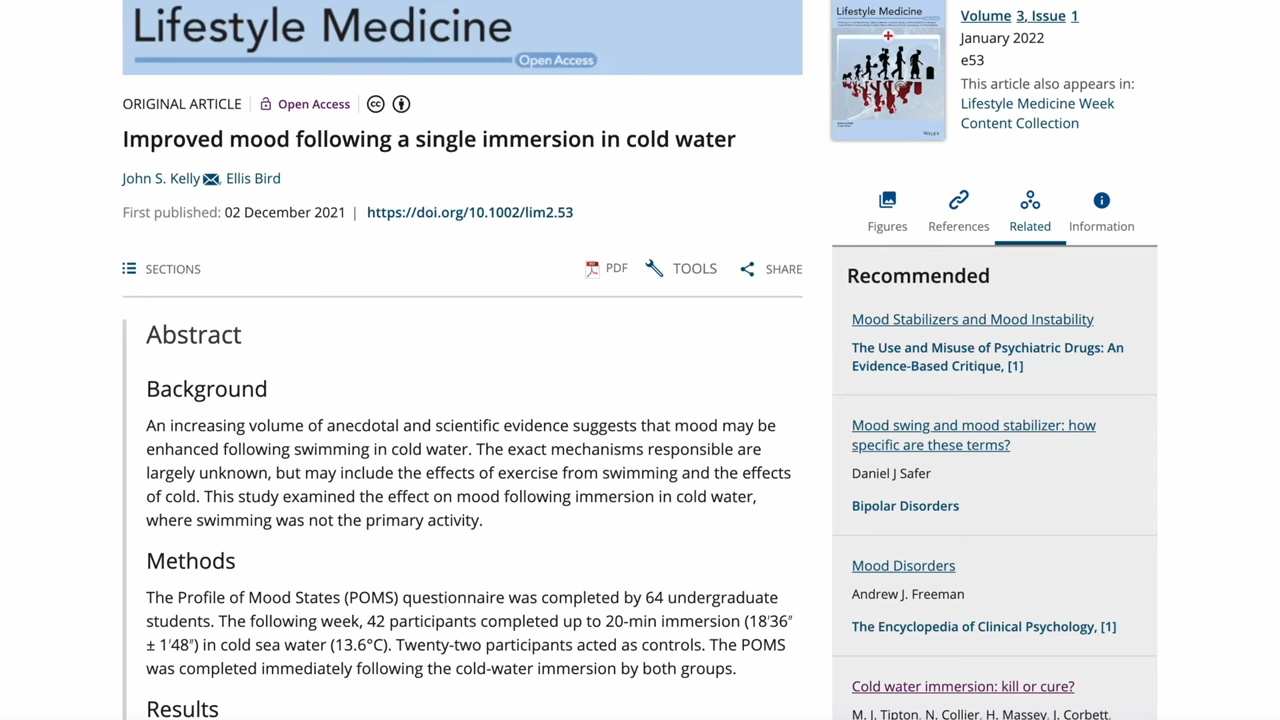 Lifestyle Medicine
Open Access
ORIGINAL ARTICLE
Open Access
Improved mood following a single immersion in cold water
John S. Kelly, Ellis Bird
First published: 02 December 2021 | https://doi.org/10.1002/lim2.53
SECTIONS
PDF
TOOLS
SHARE
Abstract
Background
An increasing volume of anecdotal and scientific evidence suggests that mood may be
enhanced following swimming in cold water. The exact mechanisms responsible are
largely unknown, but may include the effects of exercise from swimming and the effects
of cold. This study examined the effect on mood following immersion in cold water,
where swimming was not the primary activity.
Methods
The Profile of Mood States (POMS) questionnaire was completed by 64 undergraduate
students. The following week, 42 participants completed up to 20-min immersion (18′36″
± 1′48″) in cold sea water (13.6°C). Twenty-two participants acted as controls. The POMS
was completed immediately following the cold-water immersion by both groups.
Results
Lifestyle Medicine
WILEY
Volume 3, Issue 1
January 2022
e53
This article also appears in:
Lifestyle Medicine Week
Content Collection
Figures
References
Related
Information
Recommended
Mood Stabilizers and Mood Instability
The Use and Misuse of Psychiatric Drugs: An
Evidence-Based Critique, [1]
Mood swing and mood stabilizer: how
specific are these terms?
Daniel J Safer
Bipolar Disorders
Mood Disorders
Andrew J. Freeman
The Encyclopedia of Clinical Psychology, [1]
Cold water immersion: kill or cure?
M. J. Tipton, N. Collier, H. Massey, J. Corbett,